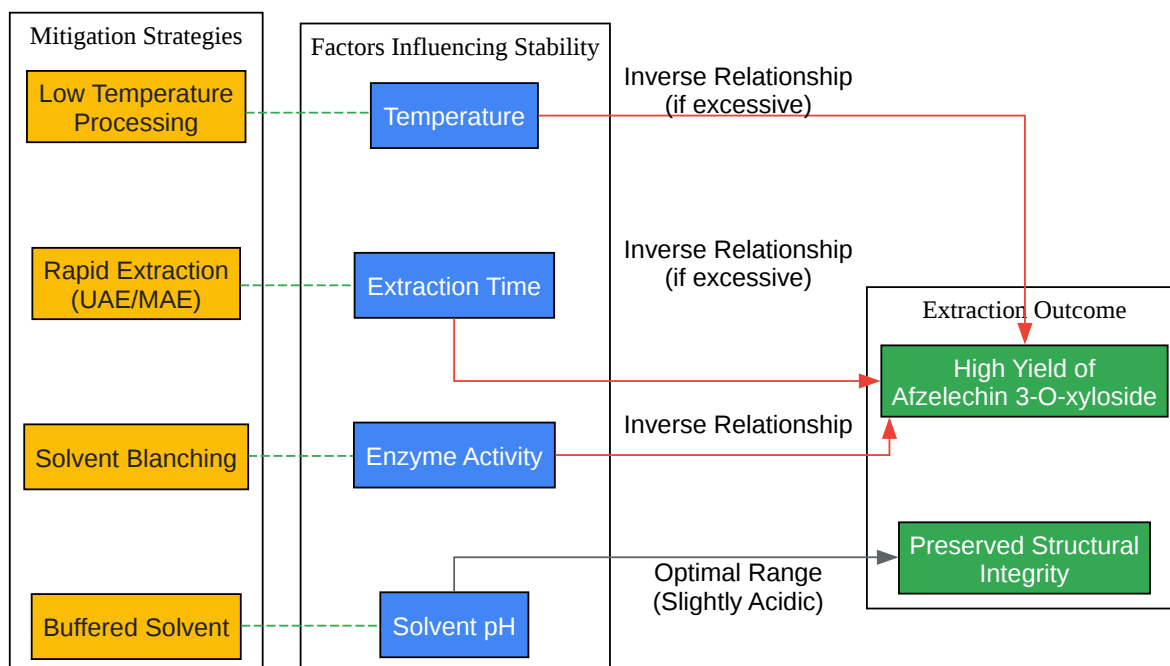 Mitigation Strategies
Low Temperature
Processing
Rapid Extraction
(UAE/MAE)
Solvent Blanching
Buffered Solvent
Factors Influencing Stability
Temperature
Extraction Time
Enzyme Activity
Solvent pH
Inverse Relationship
(if excessive)
Inverse Relationship
(if excessive)
Inverse Relationship
Optimal Range
(Slightly Acidic)
Extraction Outcome
High Yield of
Afzelechin 3-O-xyloside
Preserved Structural
Integrity